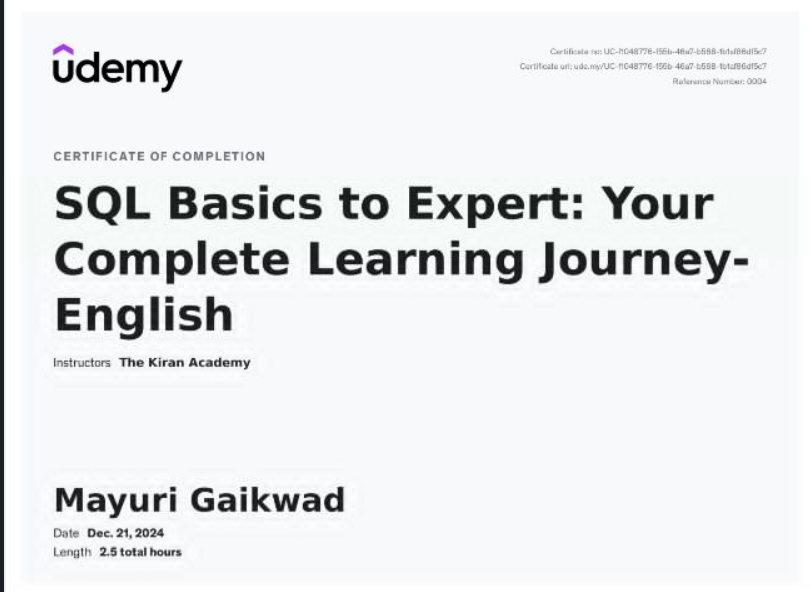 udemy
Certificate no: UC-f1048776-f55b-46a7-b568-fb1af86df5c7
Certificate url: ude.my/UC-f1048776-f55b-46a7-b568-fb1af86df5c7
Reference Number: 0004
CERTIFICATE OF COMPLETION
SQL Basics to Expert: Your
Complete Learning Journey-
English
Instructors The Kiran Academy
Mayuri Gaikwad
Date Dec. 21, 2024
Length 2.5 total hours